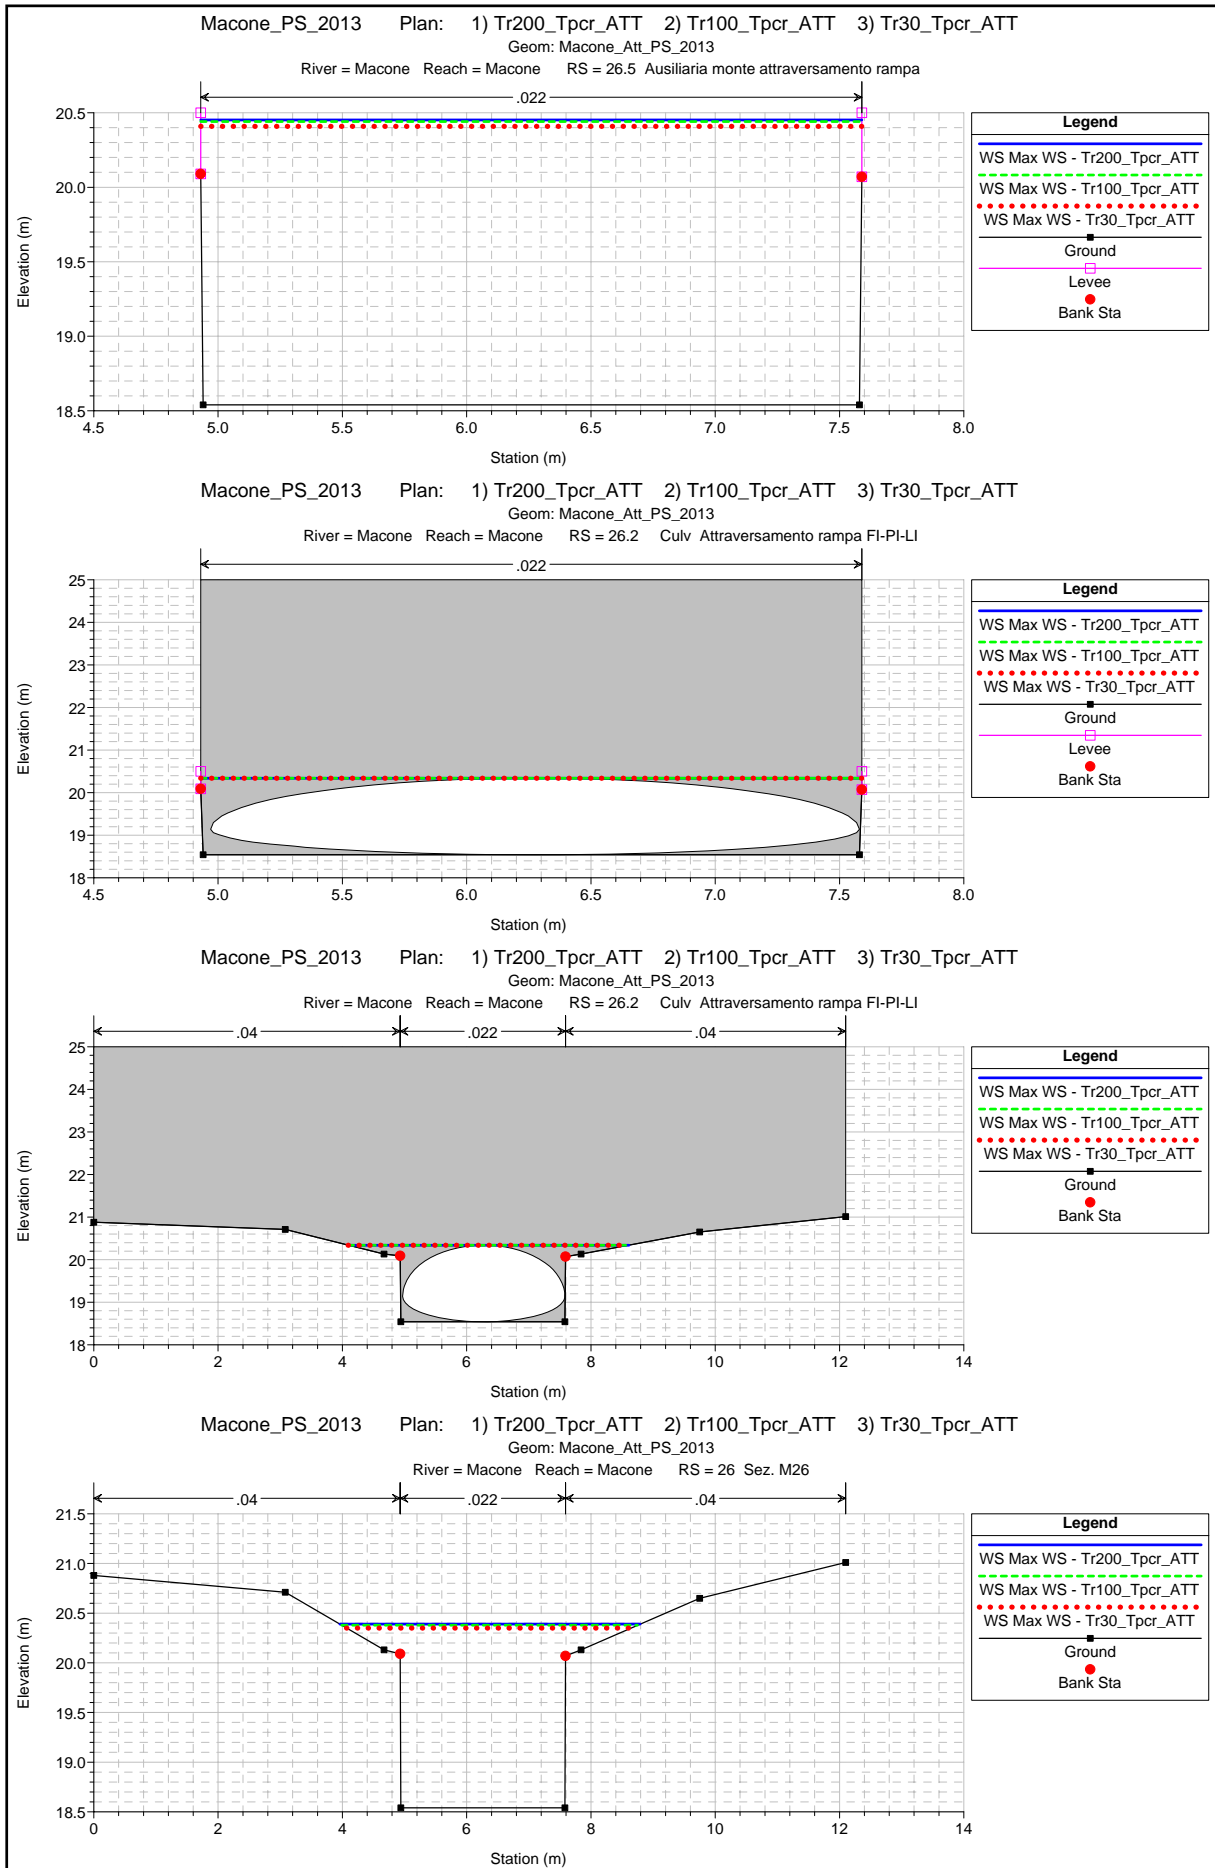 Macone_PS_2013 Plan: 1) Tr200_Tpcr_ATT 2) Tr100_Tpcr_ATT 3) Tr30_Tpcr_ATT
Geom: Macone_Att_PS_2013
River = Macone Reach = Macone RS = 26.5 Ausiliaria monte attraversamento rampa
.022
20.5
20.0
19.5
19.0
18.5
Elevation (m)
4.5 5.0 5.5 6.0 6.5 7.0 7.5 8.0
Station (m)
Legend
WS Max WS - Tr200_Tpcr_ATT
WS Max WS - Tr100_Tpcr_ATT
WS Max WS - Tr30_Tpcr_ATT
Ground
Levee
Bank Sta
Macone_PS_2013 Plan: 1) Tr200_Tpcr_ATT 2) Tr100_Tpcr_ATT 3) Tr30_Tpcr_ATT
Geom: Macone_Att_PS_2013
River = Macone Reach = Macone RS = 26.2 Culv Attraversamento rampa FI-PI-LI
.022
25
24
23
22
21
20
19
18
Elevation (m)
4.5 5.0 5.5 6.0 6.5 7.0 7.5 8.0
Station (m)
Legend
WS Max WS - Tr200_Tpcr_ATT
WS Max WS - Tr100_Tpcr_ATT
WS Max WS - Tr30_Tpcr_ATT
Ground
Levee
Bank Sta
Macone_PS_2013 Plan: 1) Tr200_Tpcr_ATT 2) Tr100_Tpcr_ATT 3) Tr30_Tpcr_ATT
Geom: Macone_Att_PS_2013
River = Macone Reach = Macone RS = 26.2 Culv Attraversamento rampa FI-PI-LI
.04 .022 .04
25
24
23
22
21
20
19
18
Elevation (m)
0 2 4 6 8 10 12 14
Station (m)
Legend
WS Max WS - Tr200_Tpcr_ATT
WS Max WS - Tr100_Tpcr_ATT
WS Max WS - Tr30_Tpcr_ATT
Ground
Bank Sta
Macone_PS_2013 Plan: 1) Tr200_Tpcr_ATT 2) Tr100_Tpcr_ATT 3) Tr30_Tpcr_ATT
Geom: Macone_Att_PS_2013
River = Macone Reach = Macone RS = 26 Sez. M26
.04 .022 .04
21.5
21.0
20.5
20.0
19.5
19.0
18.5
Elevation (m)
0 2 4 6 8 10 12 14
Station (m)
Legend
WS Max WS - Tr200_Tpcr_ATT
WS Max WS - Tr100_Tpcr_ATT
WS Max WS - Tr30_Tpcr_ATT
Ground
Bank Sta